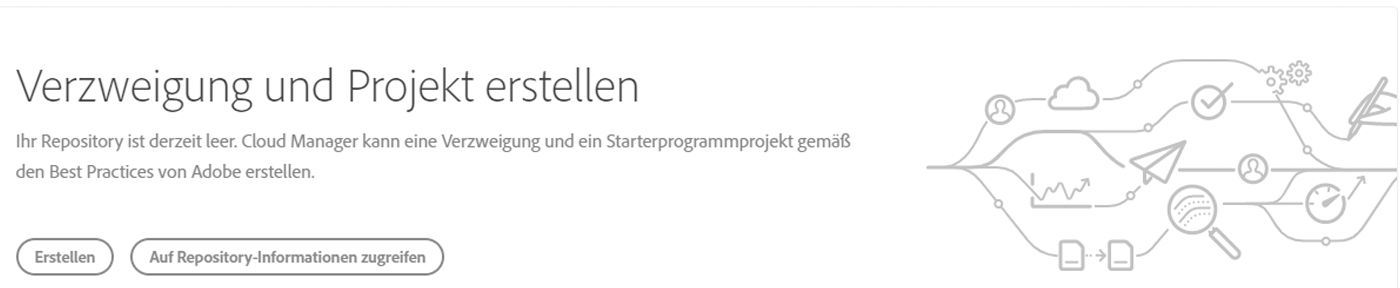 Verzweigung und Projekt erstellen
Ihr Repository ist derzeit leer. Cloud Manager kann eine Verzweigung und ein Starterprogrammprojekt gemäß
den Best Practices von Adobe erstellen.
Erstellen
Auf Repository-Informationen zugreifen